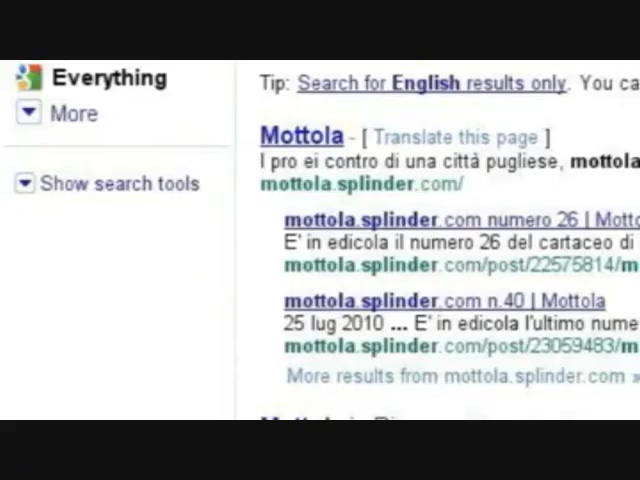 Everything
More
Show search tools
Tip: Search for English results only. You ca
Mottola - [ Translate this page ]
I pro ei contro di una città pugliese, mottola
mottola.splinder.com/
mottola.splinder.com numero 26 | Motto
E' in edicola il numero 26 del cartaceo di
mottola.splinder.com/post/22575814/m
mottola.splinder.com n.40 | Mottola
25 lug 2010 ... E' in edicola l'ultimo nume
mottola.splinder.com/post/23059483/m
More results from mottola.splinder.com »